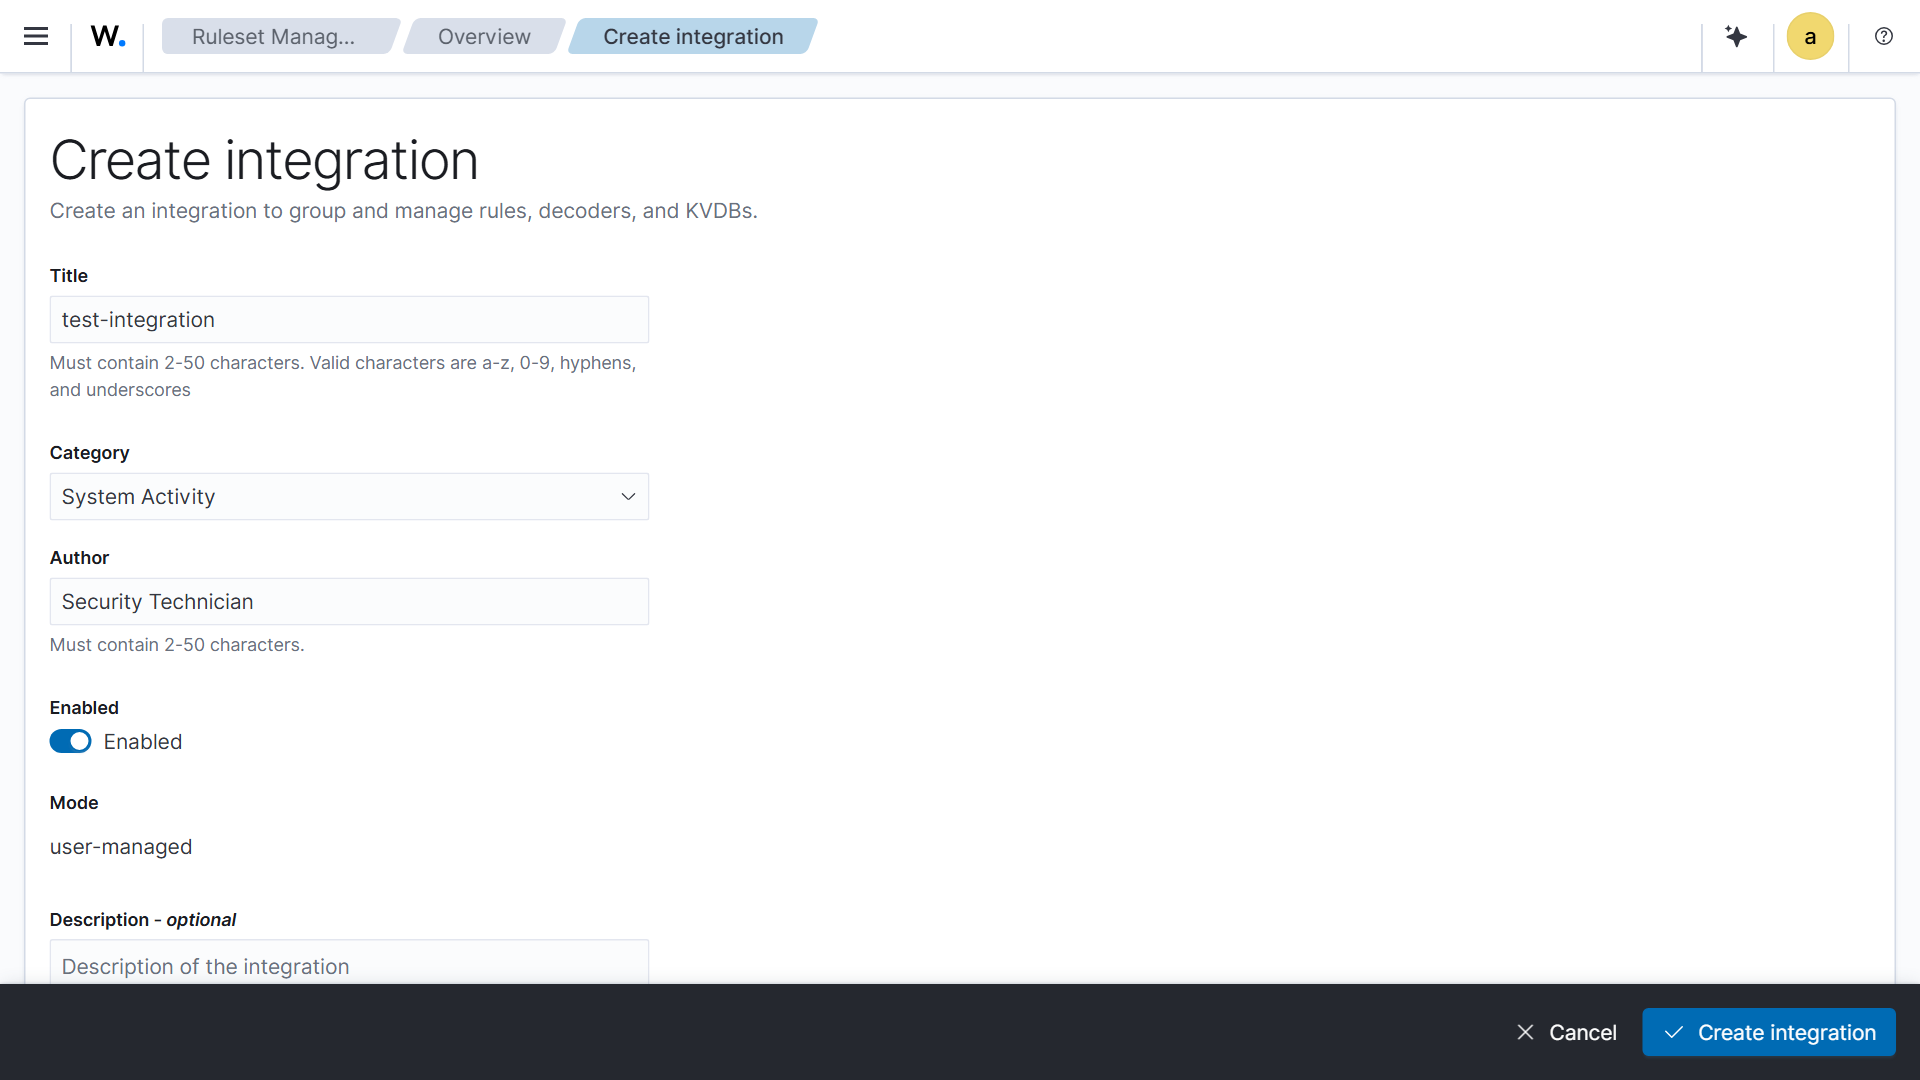 W.
Ruleset Manag...
Overview
Create integration
a
Create integration
Create an integration to group and manage rules, decoders, and KVDBs.
Title
test-integration
Must contain 2-50 characters. Valid characters are a-z, 0-9, hyphens,
and underscores
Category
System Activity
Author
Security Technician
Must contain 2-50 characters.
Enabled
Enabled
Mode
user-managed
Description - optional
Description of the integration
Cancel
Create integration